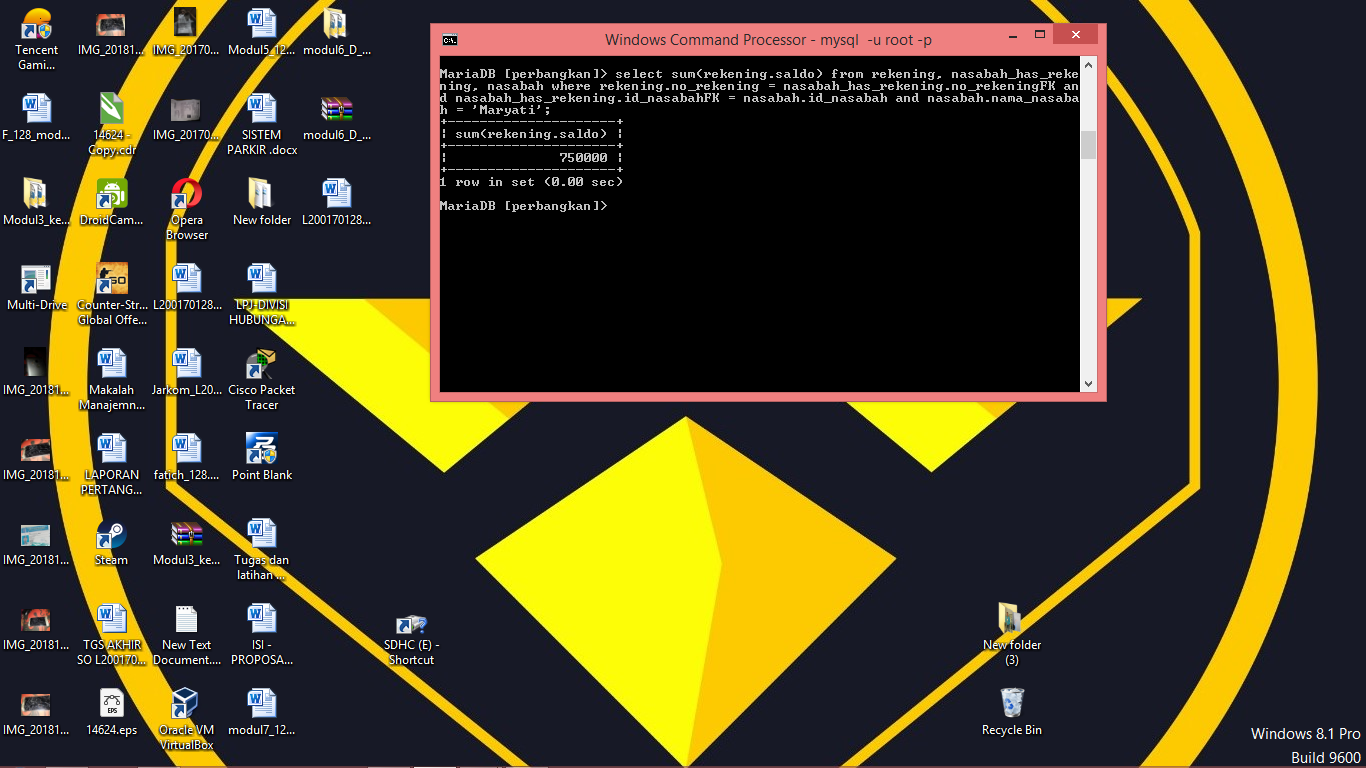 Windows Command Processor - mysql  -u root -p
MariaDB [perbangkan]> select sum(rekening.saldo) from rekening, nasabah_has_reke
ning, nasabah where rekening.no_rekening = nasabah_has_rekening.no_rekeningFK an
d nasabah_has_rekening.id_nasabahFK = nasabah.id_nasabah and nasabah.nama_nasaba
h = 'Maryati';
+---------------------+
| sum(rekening.saldo) |
+---------------------+
|              750000 |
+---------------------+
1 row in set (0.00 sec)
MariaDB [perbangkan]>
Tencent
Gami...
IMG_20181...
IMG_20170...
Modul5_12...
modul6_D_...
F_128_mod...
14624 -
Copy.cdr
IMG_20170...
SISTEM
PARKIR .docx
modul6_D_...
Modul3_ke...
DroidCam...
Opera
Browser
New folder
L200170128...
Multi-Drive
Counter-Str...
Global Offe...
L200170128...
LPJ-DIVISI
HUBUNGA...
IMG_20181...
Makalah
Manajemn...
Jarkom_L20...
Cisco Packet
Tracer
IMG_20181...
LAPORAN
PERTANG...
fatich_128....
Point Blank
IMG_20181...
Steam
Modul3_ke...
Tugas dan
latihan ...
IMG_20181...
TGS AKHIR
SO L200170...
New Text
Document....
ISI -
PROPOSA...
SDHC (E) -
Shortcut
New folder
(3)
IMG_20181...
EPS
14624.eps
Oracle VM
VirtualBox
modul7_12...
Recycle Bin
Windows 8.1 Pro
Build 9600